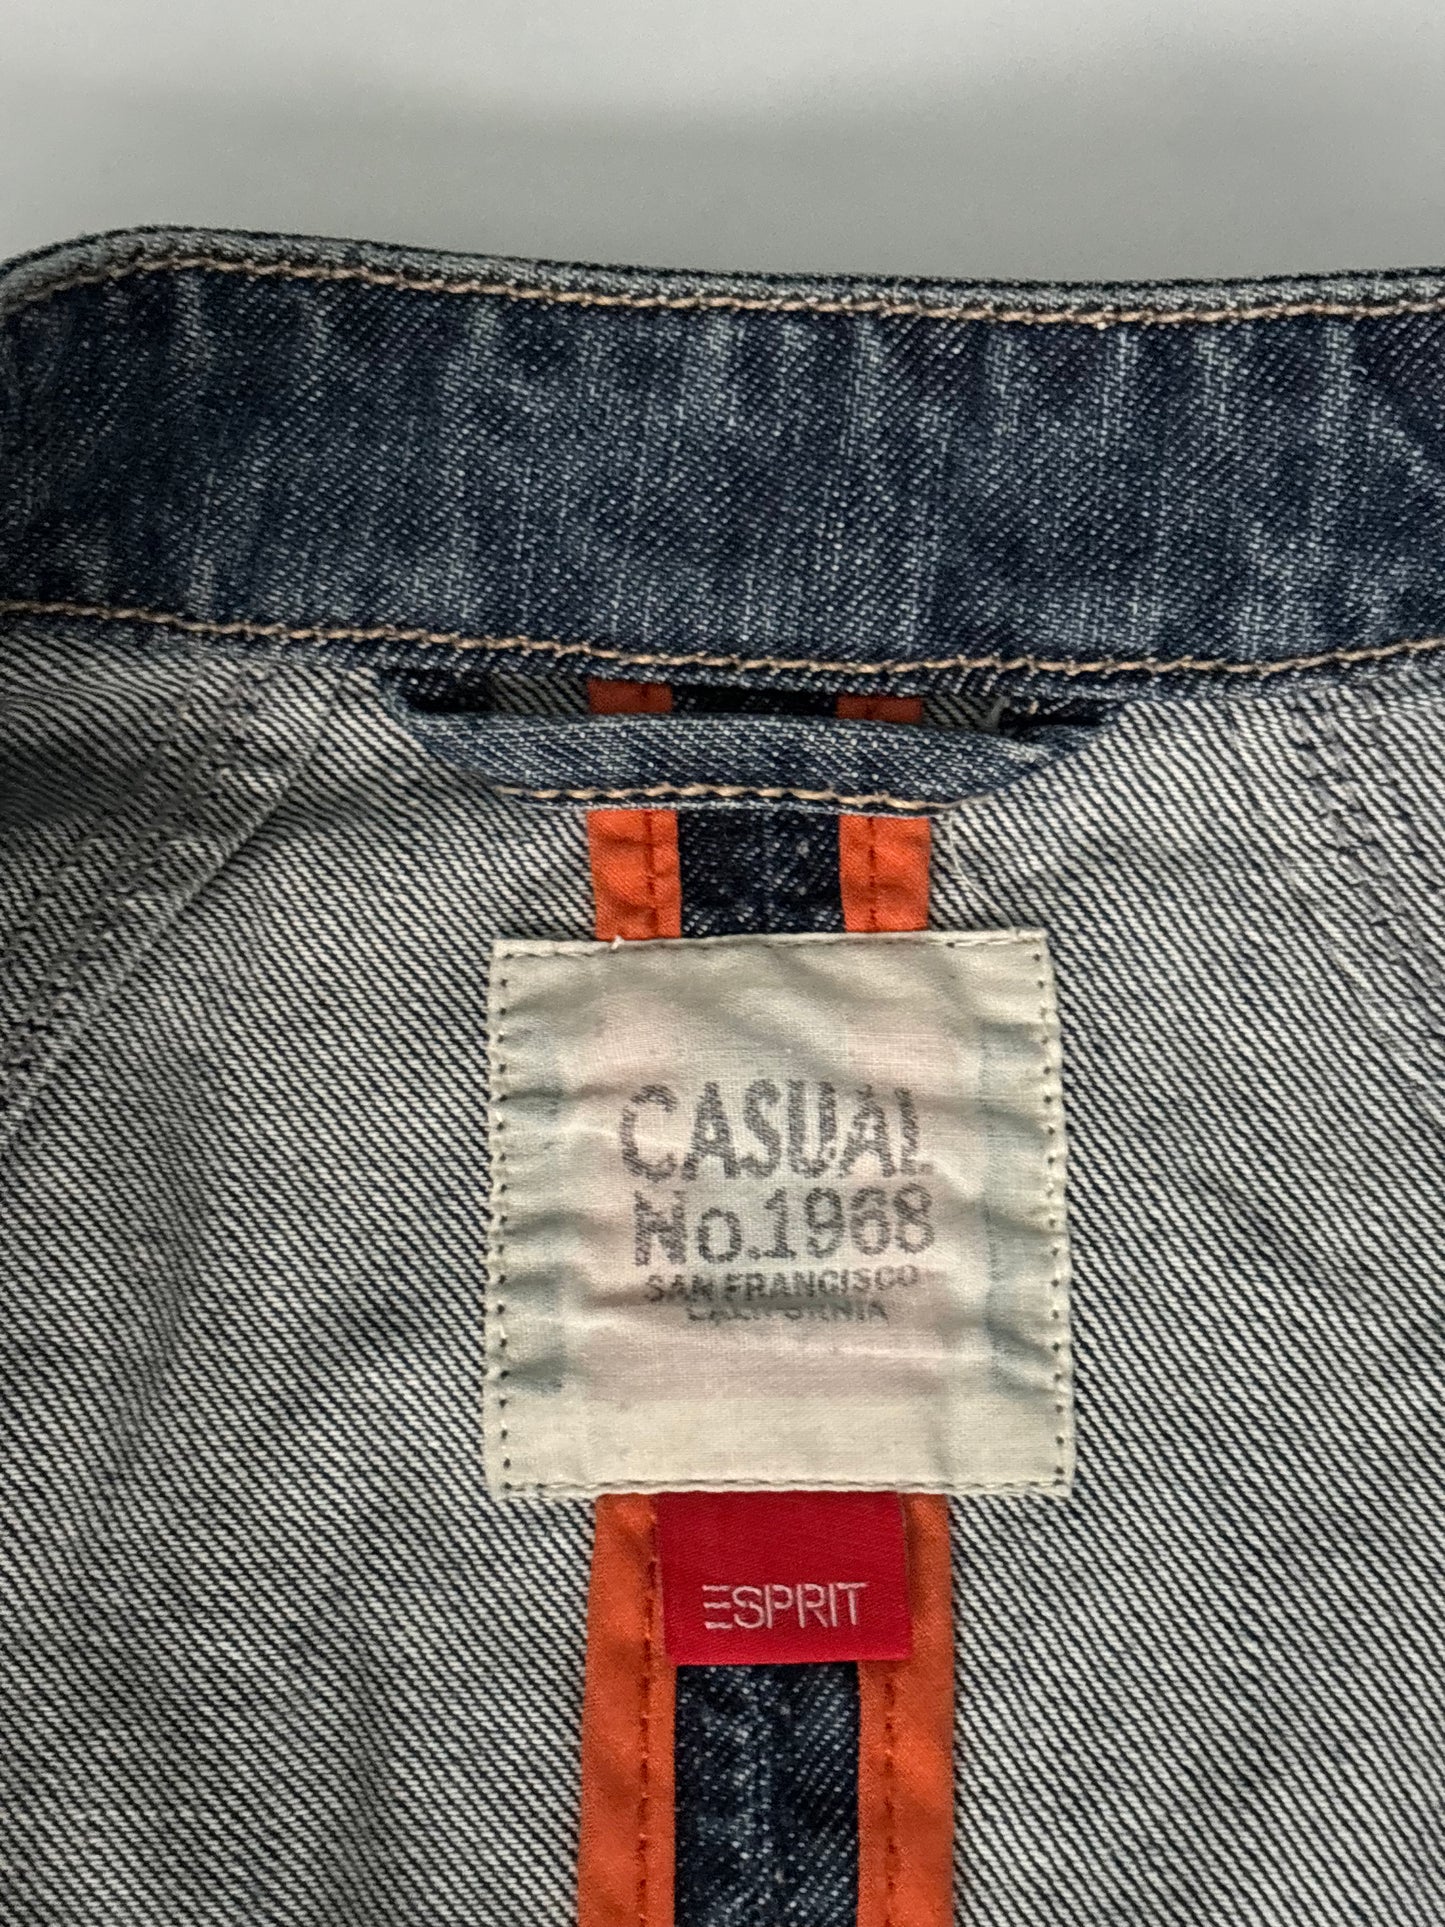 CASUAL
No.1968
SAN FRANCISCO
CALIFORNIA
ESPRIT